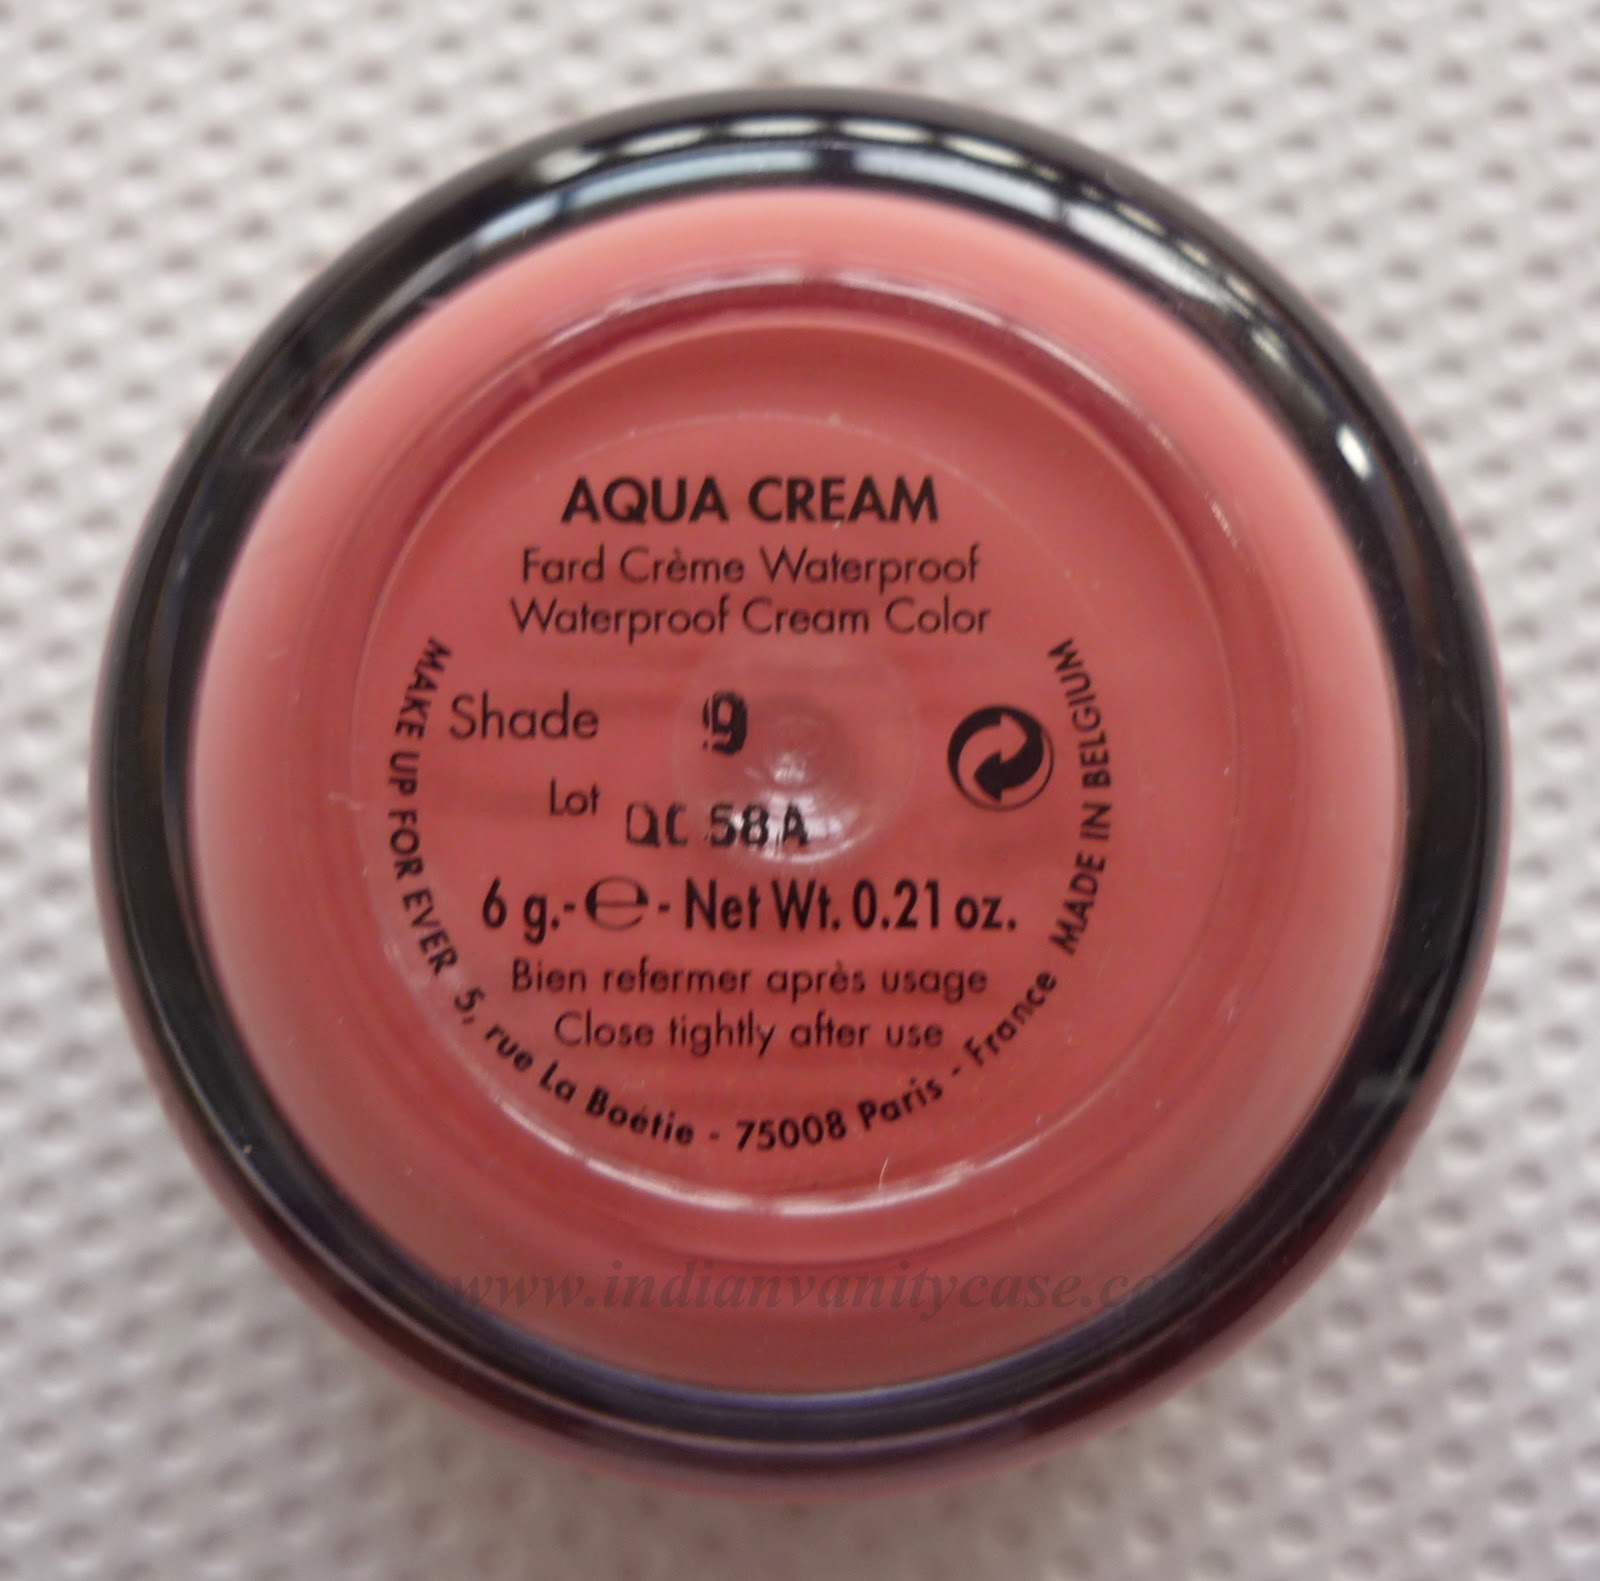 AQUA CREAM
Fard Crème Waterproof
Waterproof Cream Color
Shade 9
Lot QC 58A
6 g.-e- Net Wt. 0.21 oz.
Bien refermer après usage
Close tightly after use
MAKE UP FOR EVER 5, rue La Boétie - 75008 Paris - France MADE IN BELGIUM
www.indianvanitycase.co